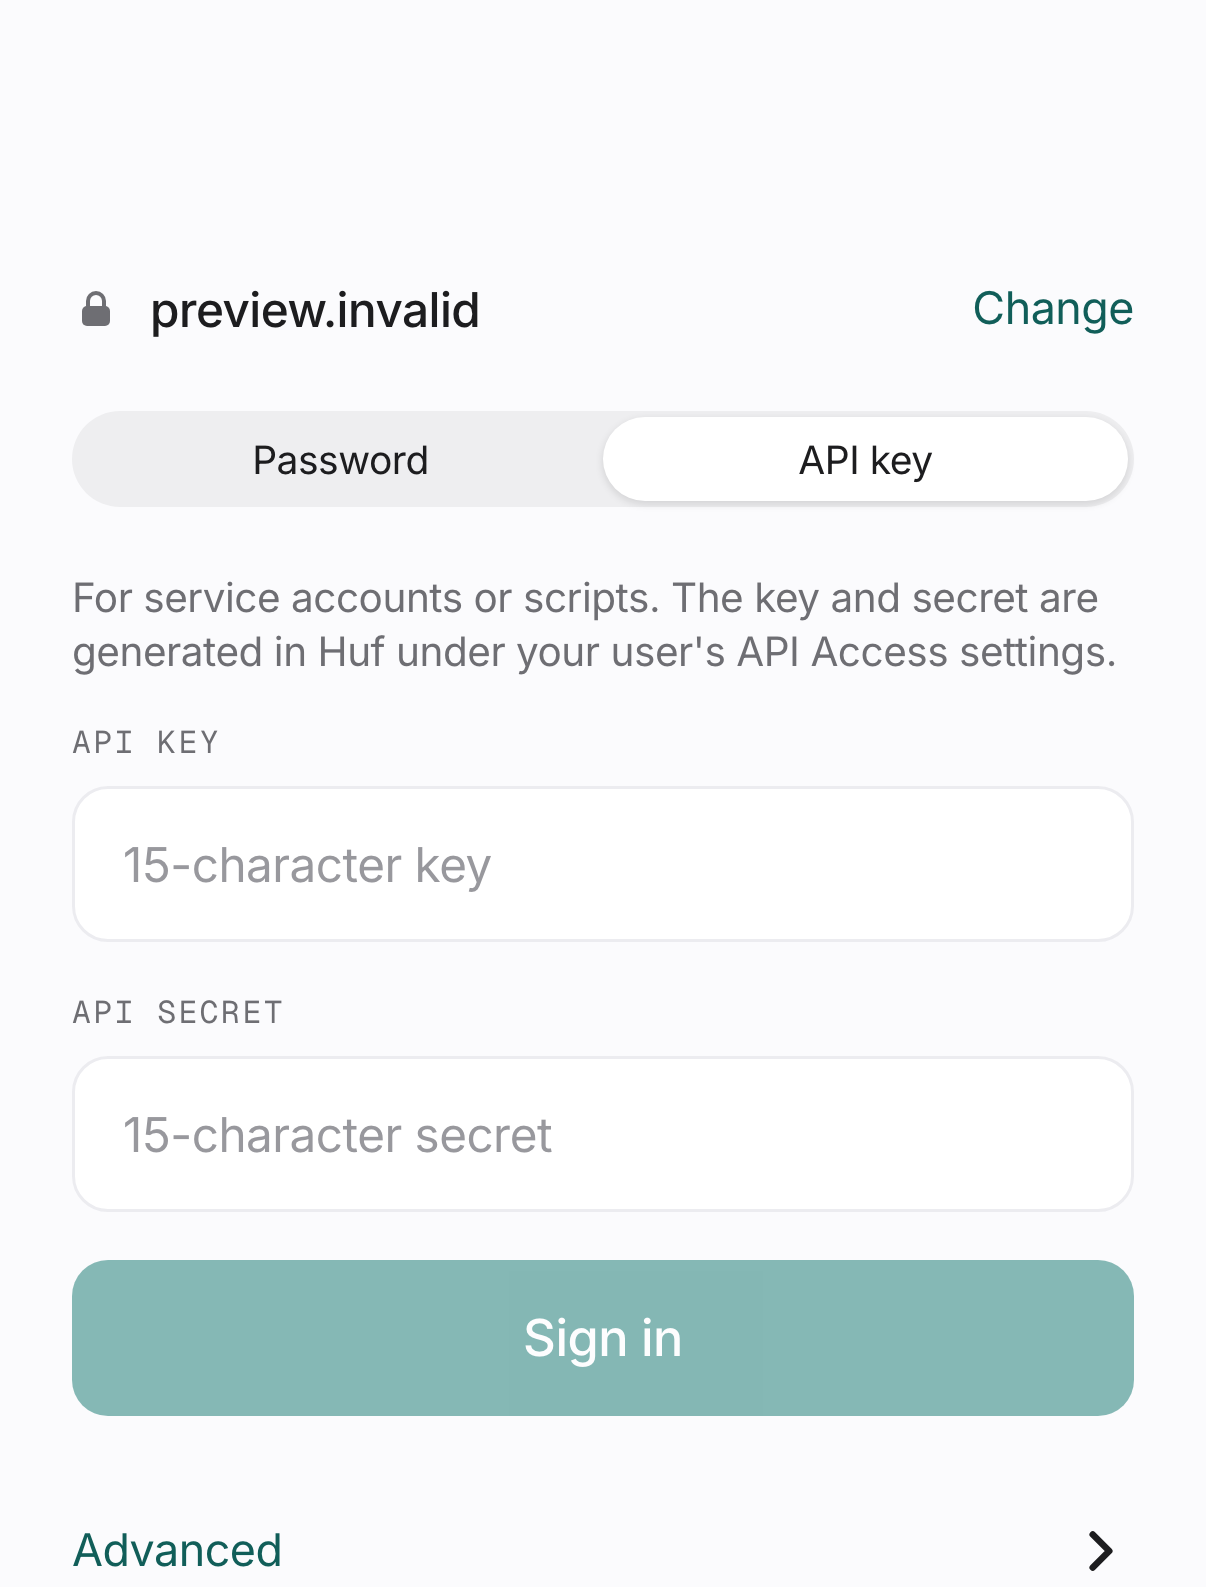 preview.invalid
Change
Password
API key
For service accounts or scripts. The key and secret are
generated in Huf under your user's API Access settings.
API KEY
15-character key
API SECRET
15-character secret
Sign in
Advanced